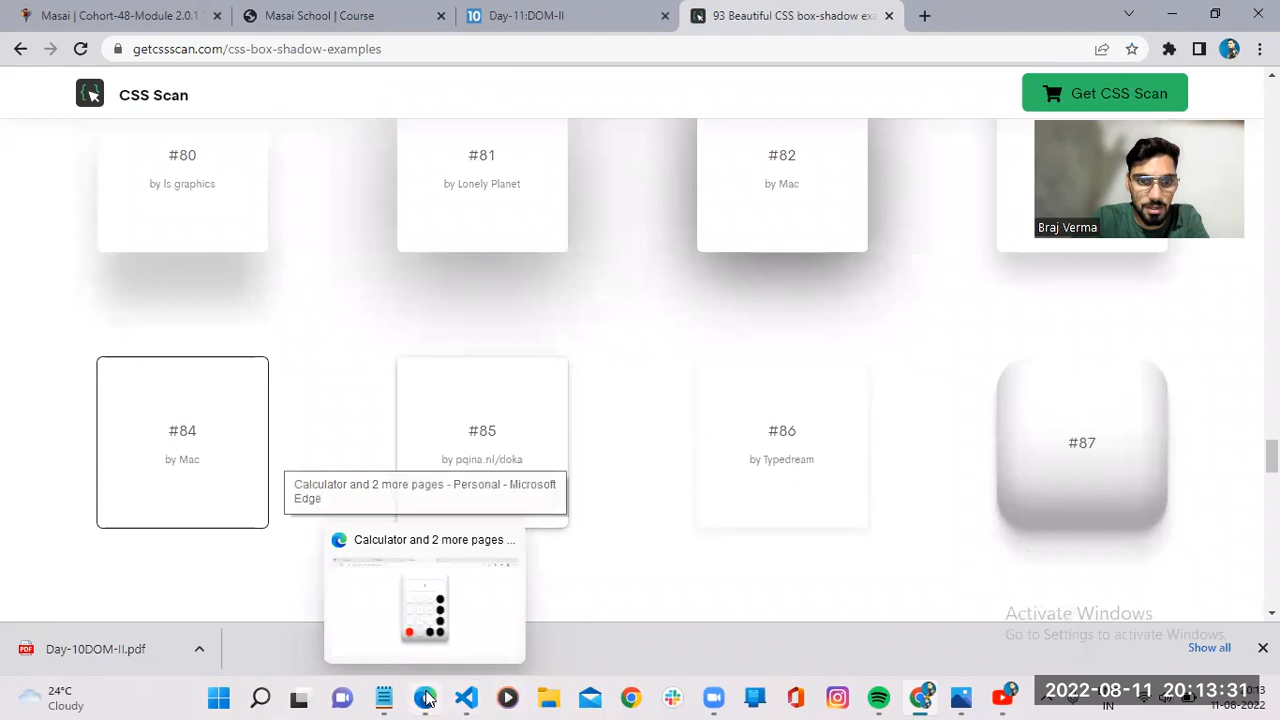 Masai | Cohort-48-Module #2.0.1.
Masai School | Course
Day-11:DOM-II
93 Beautiful CSS box-shadow exa
getcssscan.com/css-box-shadow-examples
CSS Scan
Get CSS Scan
#80
by ls graphics
#81
by Lonely Planet
#82
by Mac
Braj Verma
#84
by Mac
#85
by pqina.nl/doka
#86
by Typedream
#87
Calculator and 2 more pages - Personal - Microsoft
Edge
Calculator and 2 more pages ...
Activate Windows
Go to Settings to activate Windows.
Day-10DOM-II.pdf
Show all
24°C
Cloudy
2022-08-11 20:13:31
IN
11-08-2022